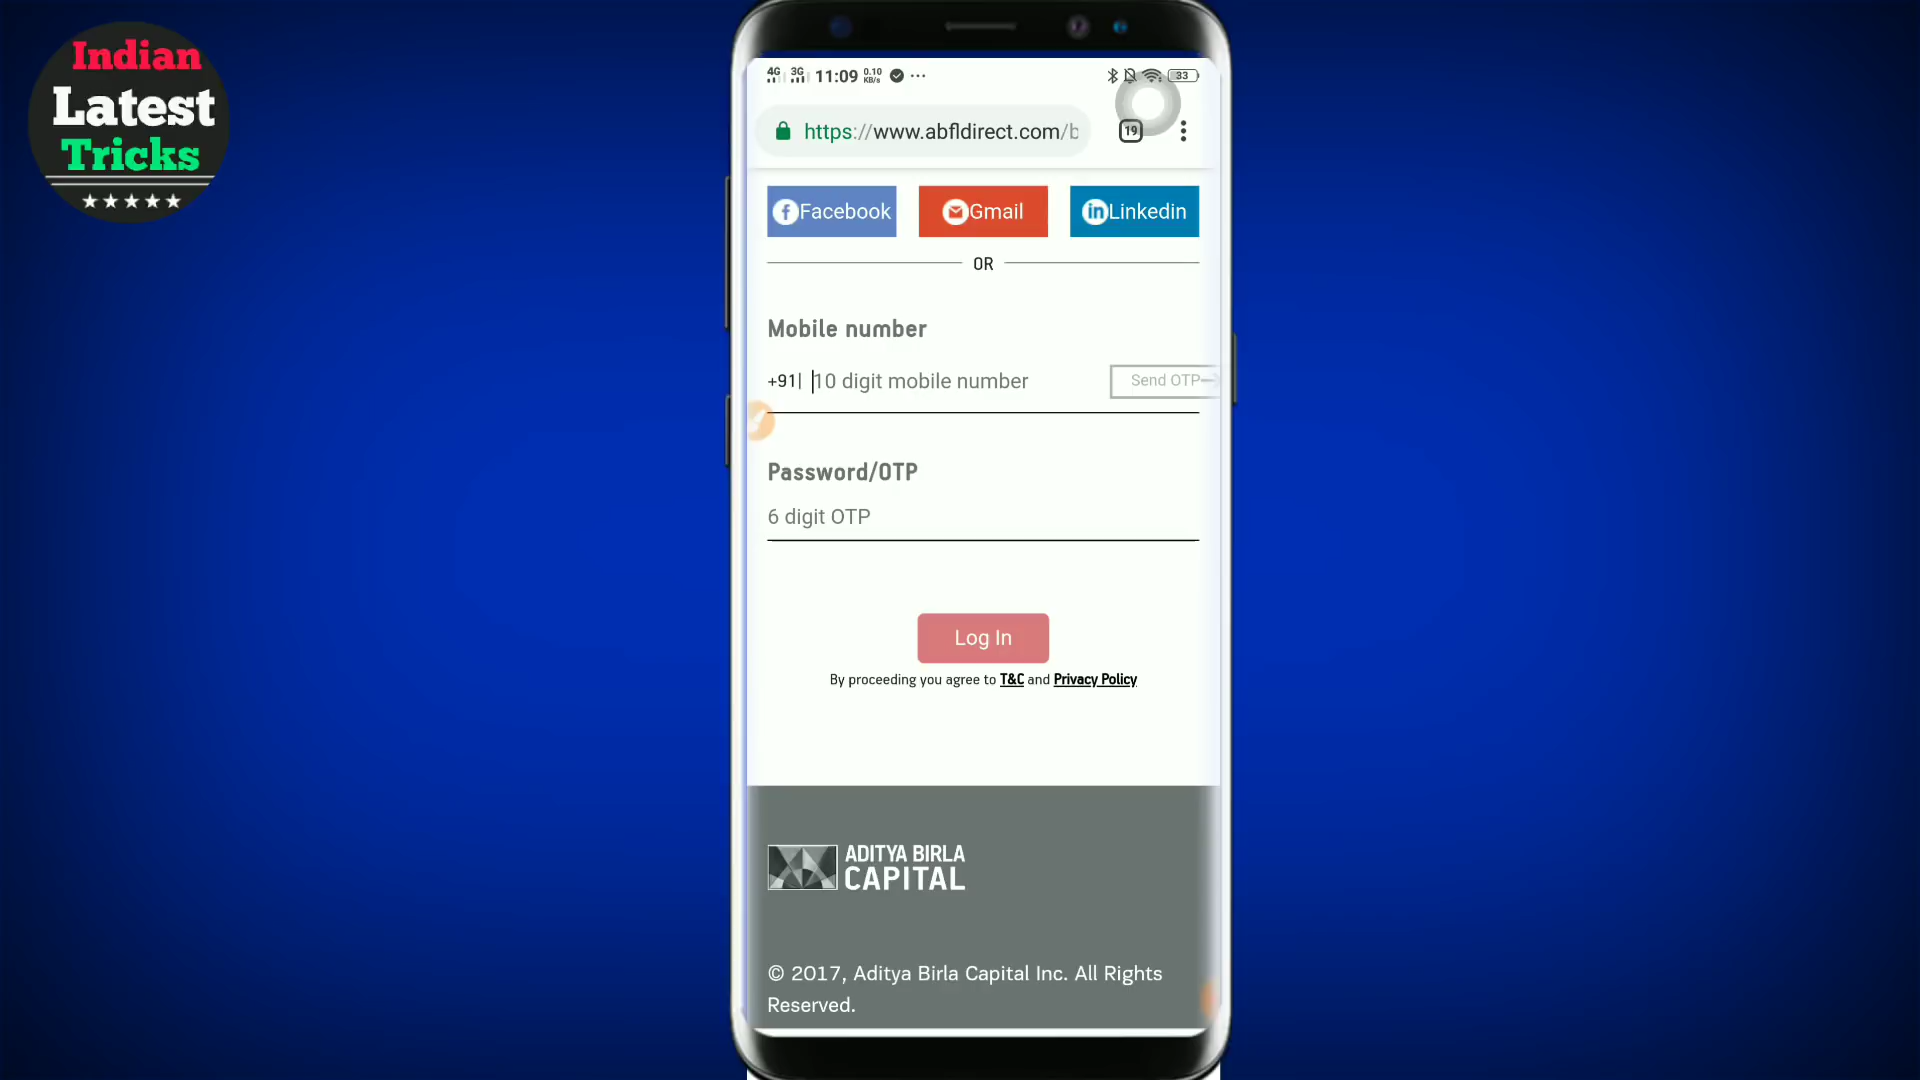 Indian
Latest
Tricks
4G 3G 11:09 0.10 KB/s ... 33
https://www.abfldirect.com/b 19
Facebook Gmail Linkedin
OR
Mobile number
+91| 10 digit mobile number Send OTP
Password/OTP
6 digit OTP
Log In
By proceeding you agree to T&C and Privacy Policy
ADITYA BIRLA
CAPITAL
© 2017, Aditya Birla Capital Inc. All Rights
Reserved.